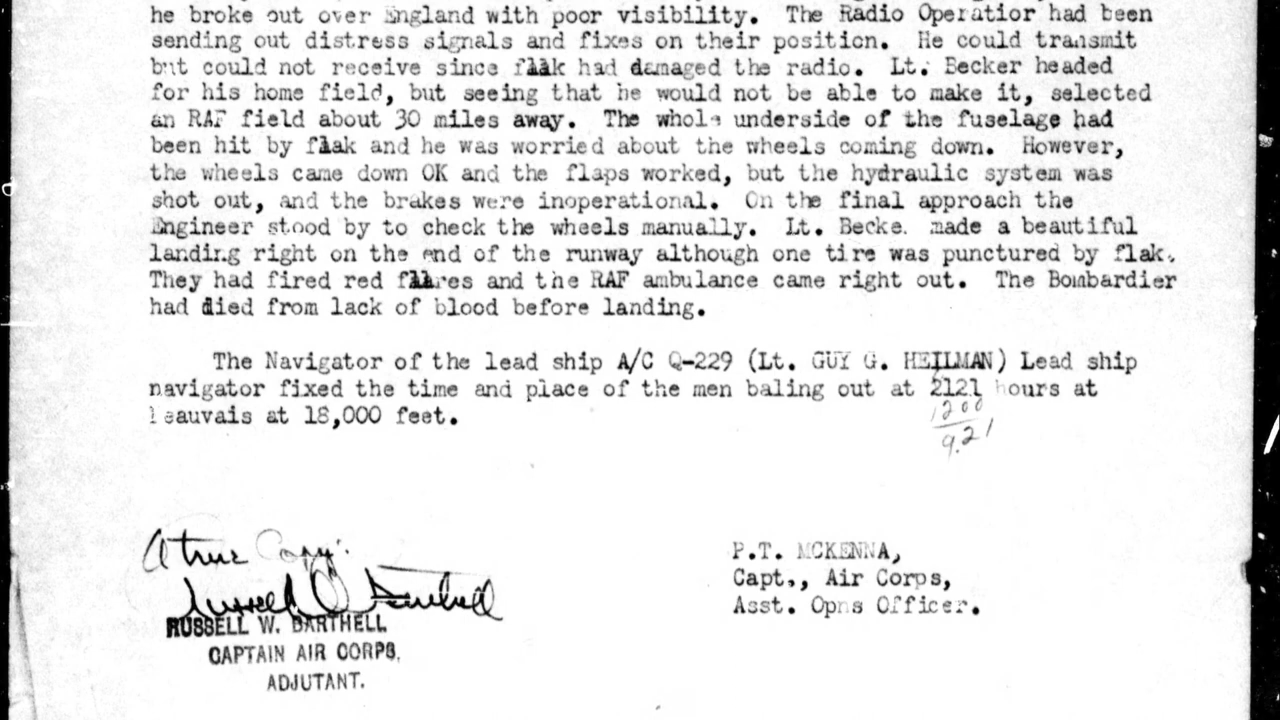 he broke out over England with poor visibility. The Radio Operatior had been
sending out distress signals and fixes on their position. He could transmit
but could not receive since flak had damaged the radio. Lt. Becker headed
for his home field, but seeing that he would not be able to make it, selected
an RAF field about 30 miles away. The whole underside of the fuselage had
been hit by flak and he was worried about the wheels coming down. However,
the wheels came down OK and the flaps worked, but the hydraulic system was
shot out, and the brakes were inoperational. On the final approach the
Engineer stood by to check the wheels manually. Lt. Becke. made a beautiful
landing right on the end of the runway although one tire was punctured by flak.
They had fired red flares and the RAF ambulance came right out. The Bombardier
had died from lack of blood before landing.
The Navigator of the lead ship A/C Q-229 (Lt. GUY G. HEILMAN) Lead ship
navigator fixed the time and place of the men baling out at 2121 hours at
Beauvais at 18,000 feet.
1200
9.21
A true Copy:
P.T. MCKENNA,
Capt., Air Corps,
Asst. Opns Officer.
RUSSELL W. BARTHELL
CAPTAIN AIR CORPS,
ADJUTANT.